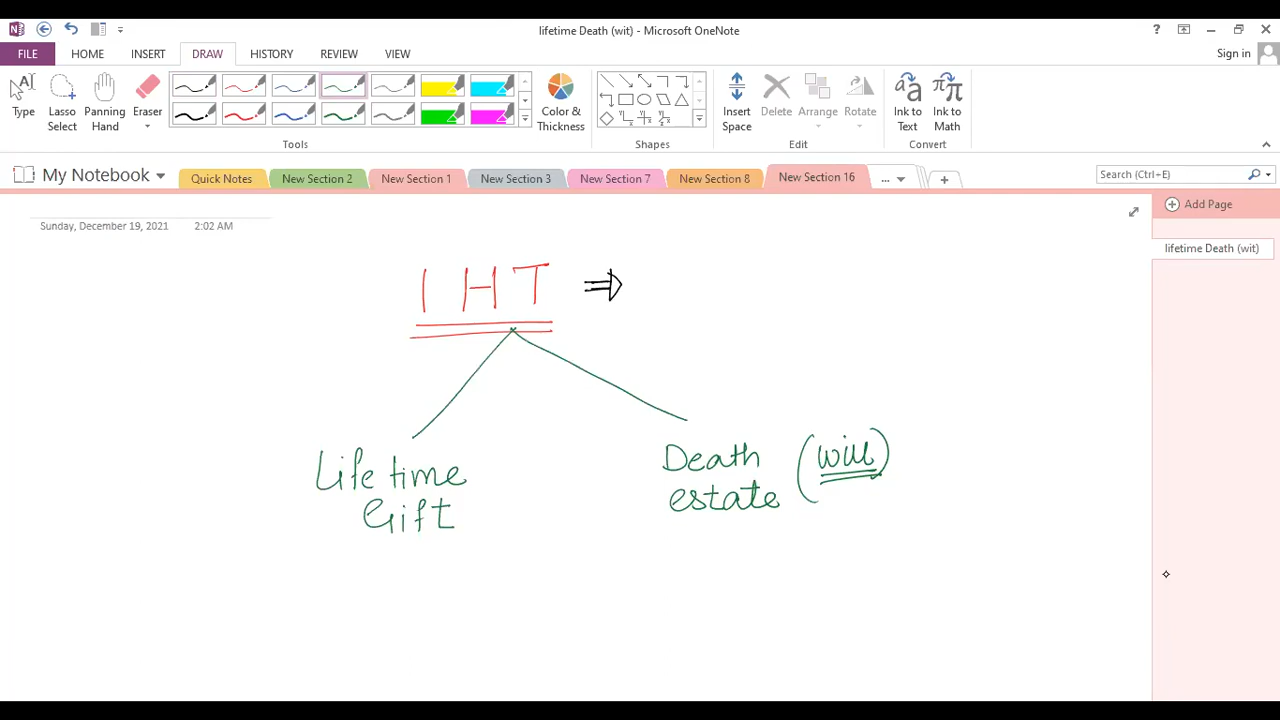 lifetime Death (wit) - Microsoft OneNote
?
FILE HOME INSERT DRAW HISTORY REVIEW VIEW
Sign in
Type
Lasso Select
Panning Hand
Eraser
Color & Thickness
Insert Space
Delete
Arrange
Rotate
Ink to Text
Ink to Math
Tools
Shapes
Edit
Convert
My Notebook
Quick Notes New Section 2 New Section 1 New Section 3 New Section 7 New Section 8 New Section 16 ...
Search (Ctrl+E)
Add Page
lifetime Death (wit)
Sunday, December 19, 2021 2:02 AM
IHT ⇒
Life time
Gift
Death (will)
estate